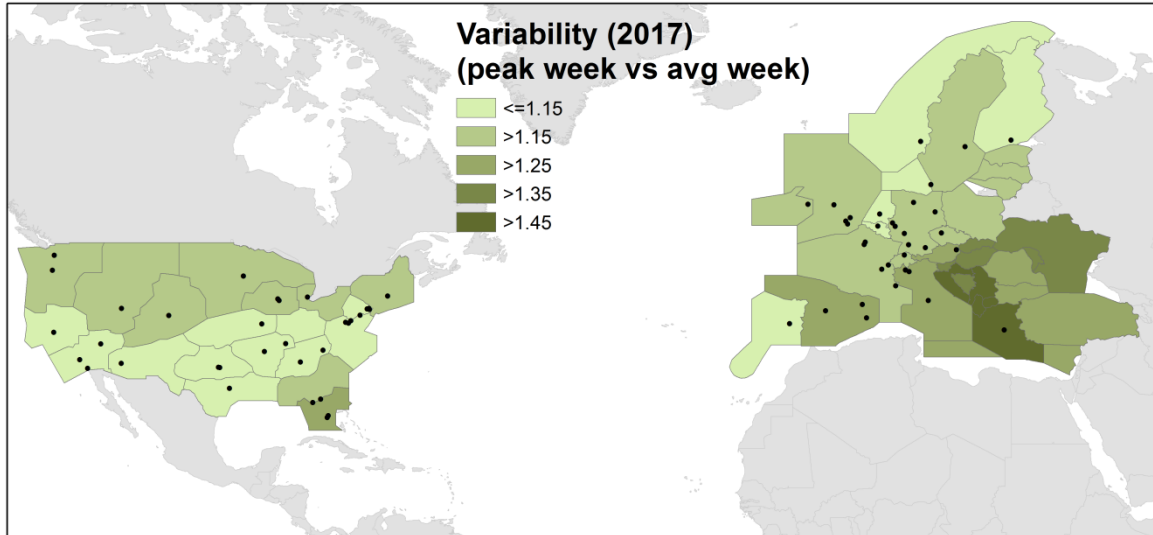 Variability (2017)
(peak week vs avg week)
<=1.15
>1.15
>1.25
>1.35
>1.45